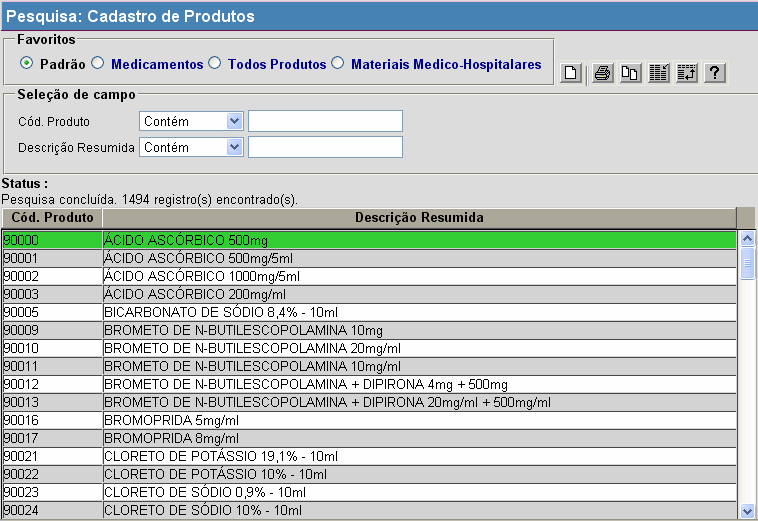 Pesquisa: Cadastro de Produtos
Favoritos
Padrão Medicamentos Todos Produtos Materiais Medico-Hospitalares
?
Seleção de campo
Cód. Produto Contém
Descrição Resumida Contém
Status :
Pesquisa concluída. 1494 registro(s) encontrado(s).
Cód. Produto Descrição Resumida
90000 ÁCIDO ASCÓRBICO 500mg
90001 ÁCIDO ASCÓRBICO 500mg/5ml
90002 ÁCIDO ASCÓRBICO 1000mg/5ml
90003 ÁCIDO ASCÓRBICO 200mg/ml
90005 BICARBONATO DE SÓDIO 8,4% - 10ml
90009 BROMETO DE N-BUTILESCOPOLAMINA 10mg
90010 BROMETO DE N-BUTILESCOPOLAMINA 20mg/ml
90011 BROMETO DE N-BUTILESCOPOLAMINA 10mg/ml
90012 BROMETO DE N-BUTILESCOPOLAMINA + DIPIRONA 4mg + 500mg
90013 BROMETO DE N-BUTILESCOPOLAMINA + DIPIRONA 20mg/ml + 500mg/ml
90016 BROMOPRIDA 5mg/ml
90017 BROMOPRIDA 8mg/ml
90021 CLORETO DE POTÁSSIO 19,1% - 10ml
90022 CLORETO DE POTÁSSIO 10% - 10ml
90023 CLORETO DE SÓDIO 0,9% - 10ml
90024 CLORETO DE SÓDIO 10% - 10ml